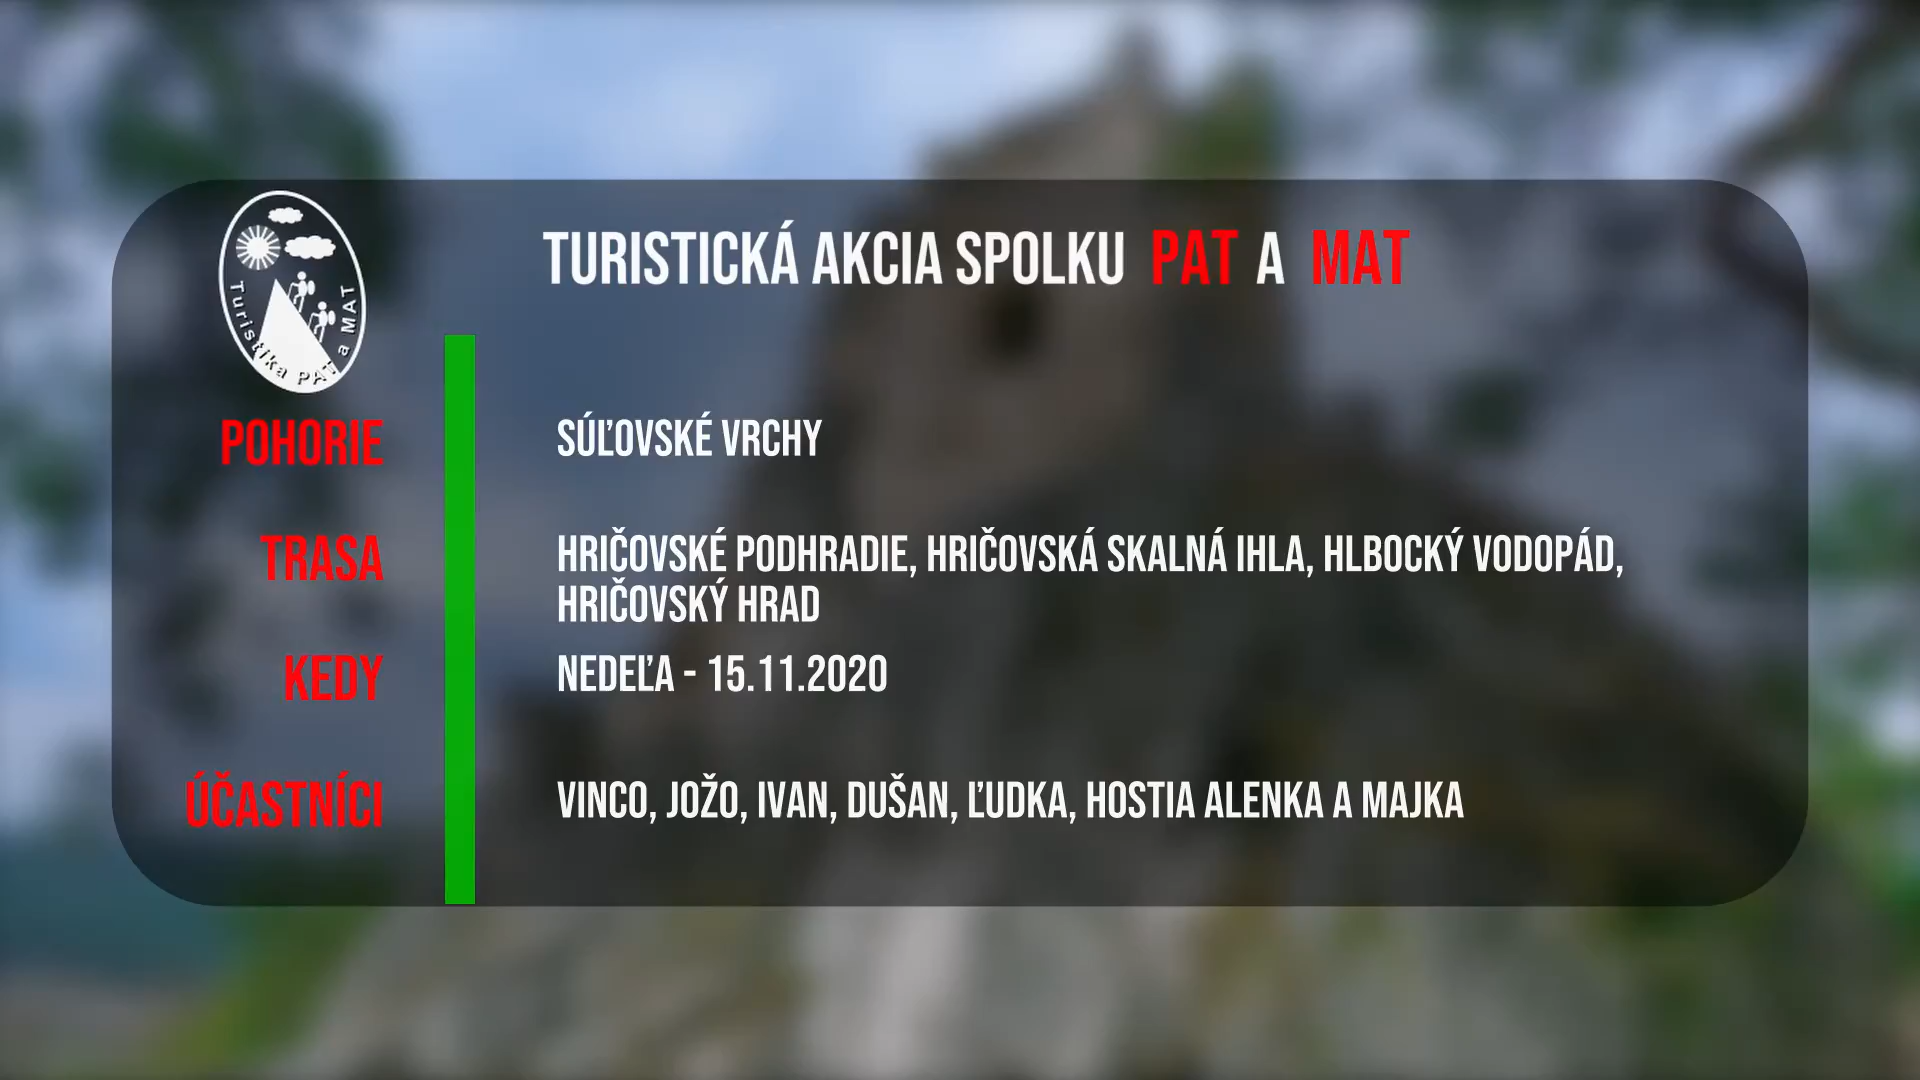 TURISTICKÁ AKCIA SPOLKU PAT A MAT
Turistika PAT a MAT
POHORIE
SÚĽOVSKÉ VRCHY
TRASA
HRIČOVSKÉ PODHRADIE, HRIČOVSKÁ SKALNÁ IHLA, HLBOCKÝ VODOPÁD,
HRIČOVSKÝ HRAD
KEDY
NEDEĽA - 15.11.2020
ÚČASTNÍCI
VINCO, JOŽO, IVAN, DUŠAN, ĽUDKA, HOSTIA ALENKA A MAJKA